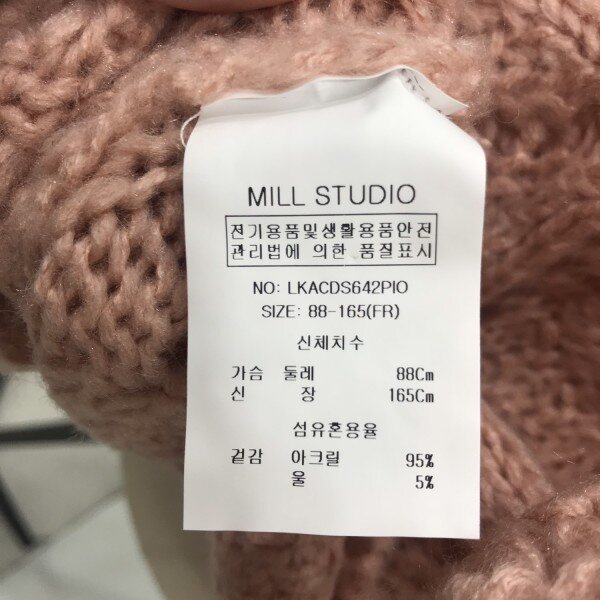 MILL STUDIO
전기용품및생활용품안전
관리법에 의한 품질표시
NO: LKACDS642PIO
SIZE: 88-165(FR)
신체치수
가슴 둘레 88Cm
신 장 165Cm
섬유혼용율
겉감 아크릴 95%
울 5%